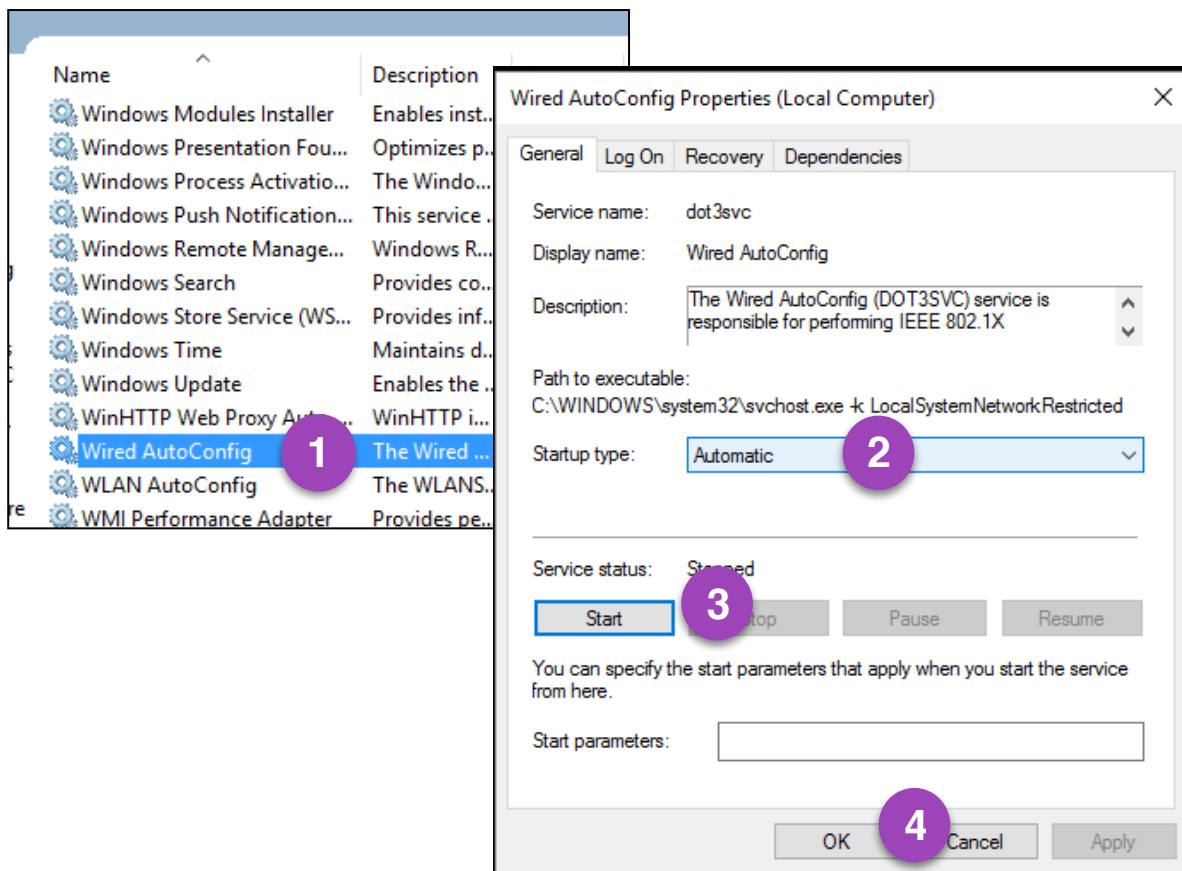 Name Description
Windows Modules Installer Enables inst...
Windows Presentation Fou... Optimizes p...
Windows Process Activatio... The Windo...
Windows Push Notification... This service ...
Windows Remote Manage... Windows R...
Windows Search Provides co...
Windows Store Service (WS... Provides inf...
Windows Time Maintains d...
Windows Update Enables the ...
WinHTTP Web Proxy ... WinHTTP i...
Wired AutoConfig 1 The Wired ...
WLAN AutoConfig The WLANS...
re WMI Performance Adapter Provides pe...
Wired AutoConfig Properties (Local Computer)
General Log On Recovery Dependencies
Service name: dot3svc
Display name: Wired AutoConfig
Description: The Wired AutoConfig (DOT3SVC) service is
responsible for performing IEEE 802.1X
Path to executable:
C:\WINDOWS\system32\svchost.exe -k LocalSystemNetworkRestricted
Startup type: Automatic 2
Service status: Stopped
Start 3 Stop Pause Resume
You can specify the start parameters that apply when you start the service
from here.
Start parameters:
OK 4 Cancel Apply